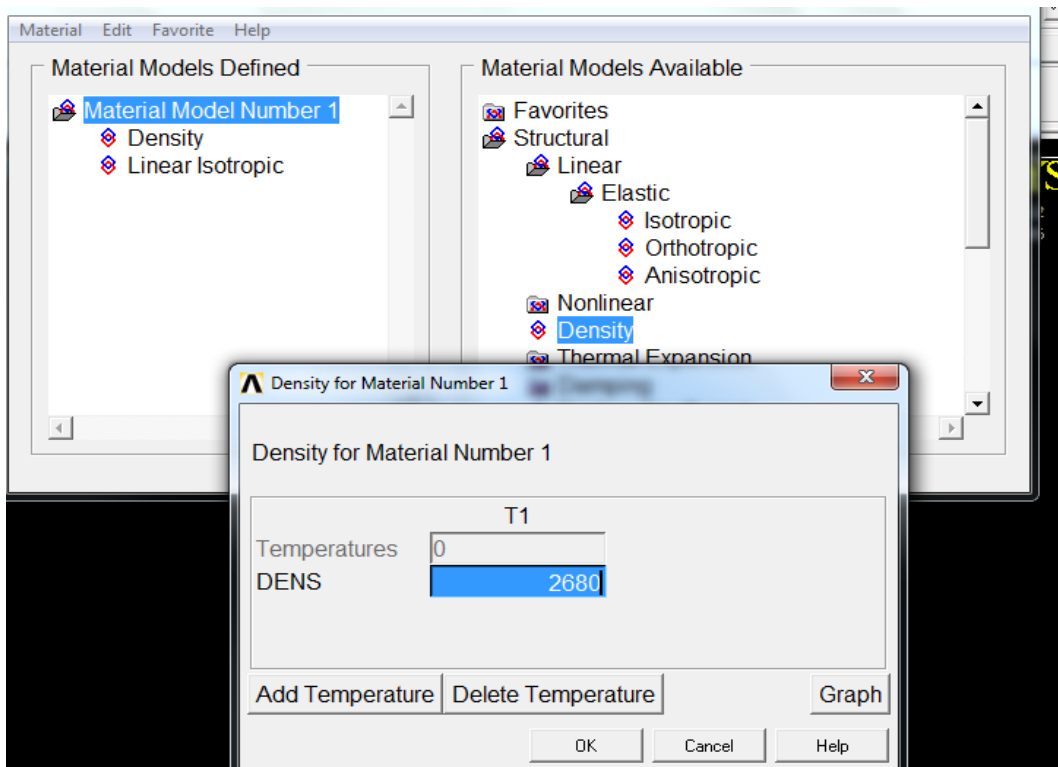 Material Edit Favorite Help
Material Models Defined
Material Model Number 1
Density
Linear Isotropic
Material Models Available
Favorites
Structural
Linear
Elastic
Isotropic
Orthotropic
Anisotropic
Nonlinear
Density
Thermal Expansion
Damping
Density for Material Number 1
Density for Material Number 1
T1
Temperatures 0
DENS 2680
Add Temperature Delete Temperature Graph
OK Cancel Help